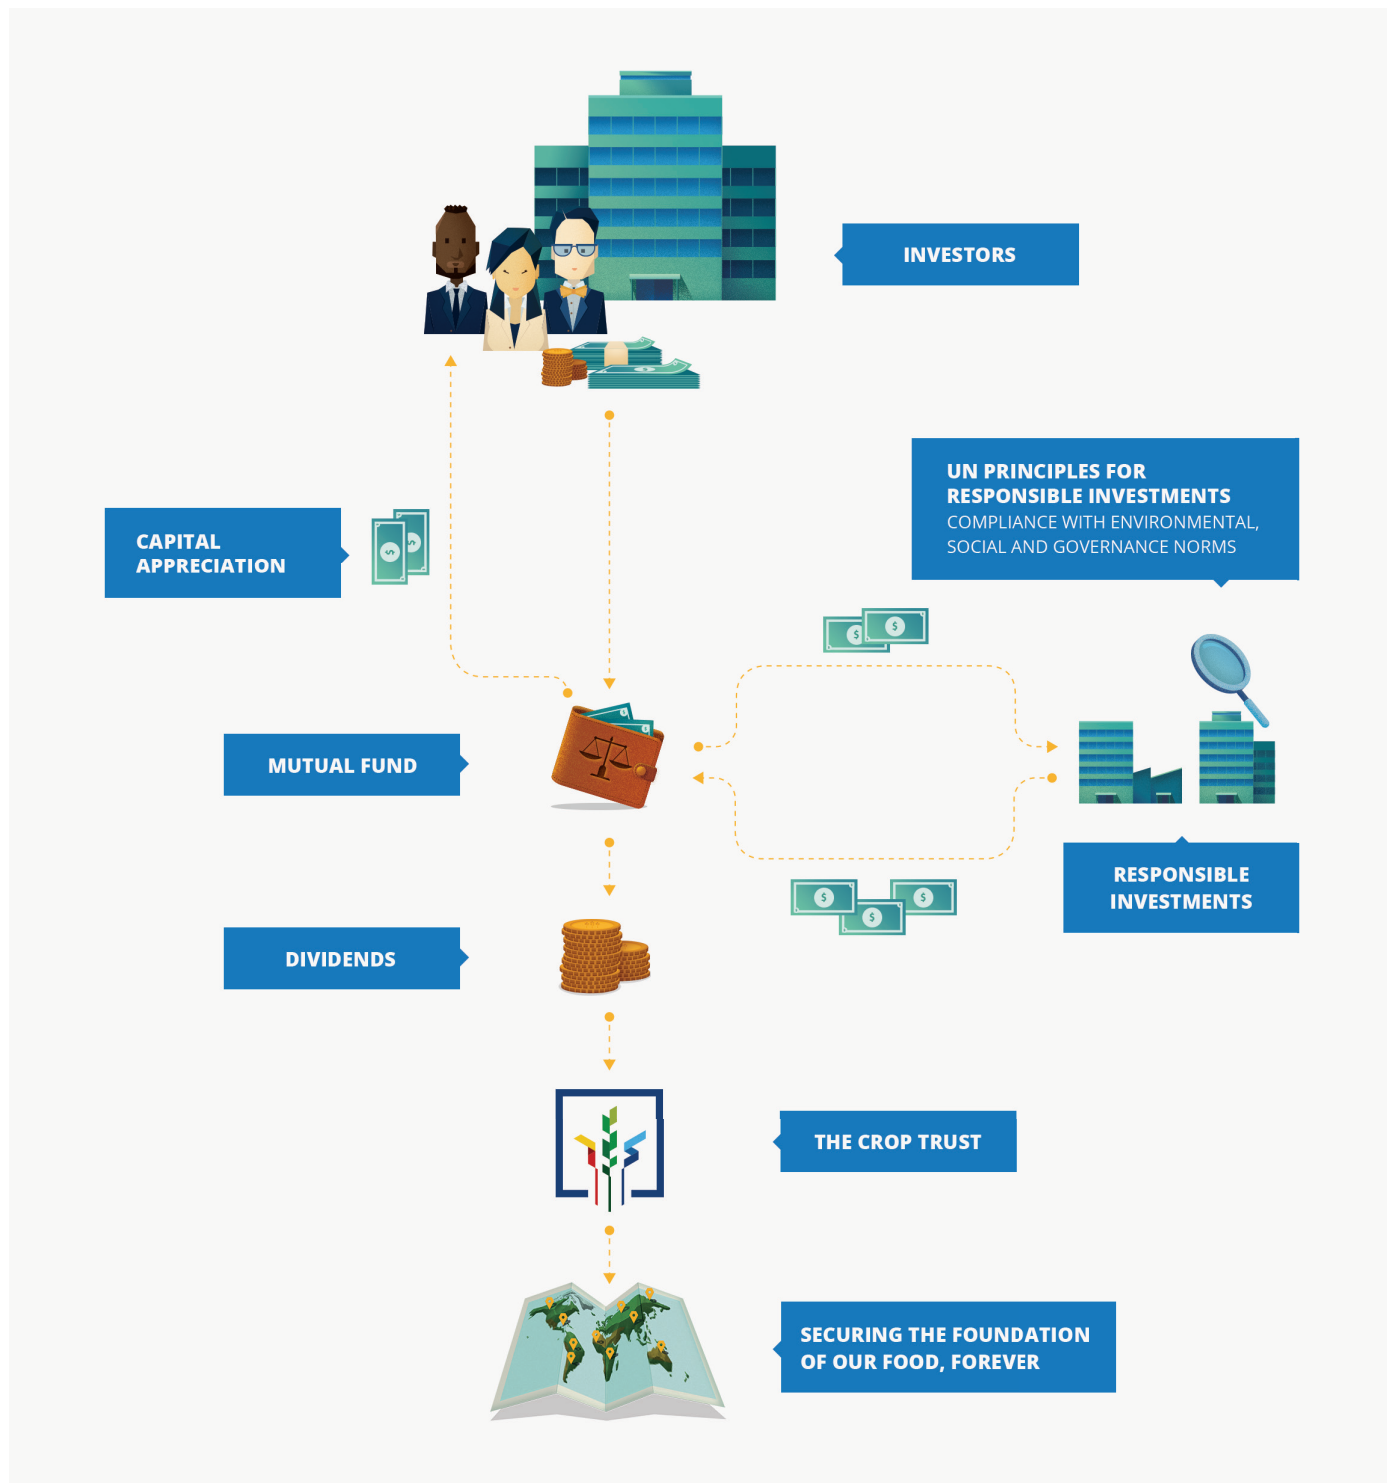 INVESTORS
UN PRINCIPLES FOR
RESPONSIBLE INVESTMENTS
COMPLIANCE WITH ENVIRONMENTAL,
SOCIAL AND GOVERNANCE NORMS
CAPITAL
APPRECIATION
MUTUAL FUND
RESPONSIBLE
INVESTMENTS
DIVIDENDS
THE CROP TRUST
SECURING THE FOUNDATION
OF OUR FOOD, FOREVER